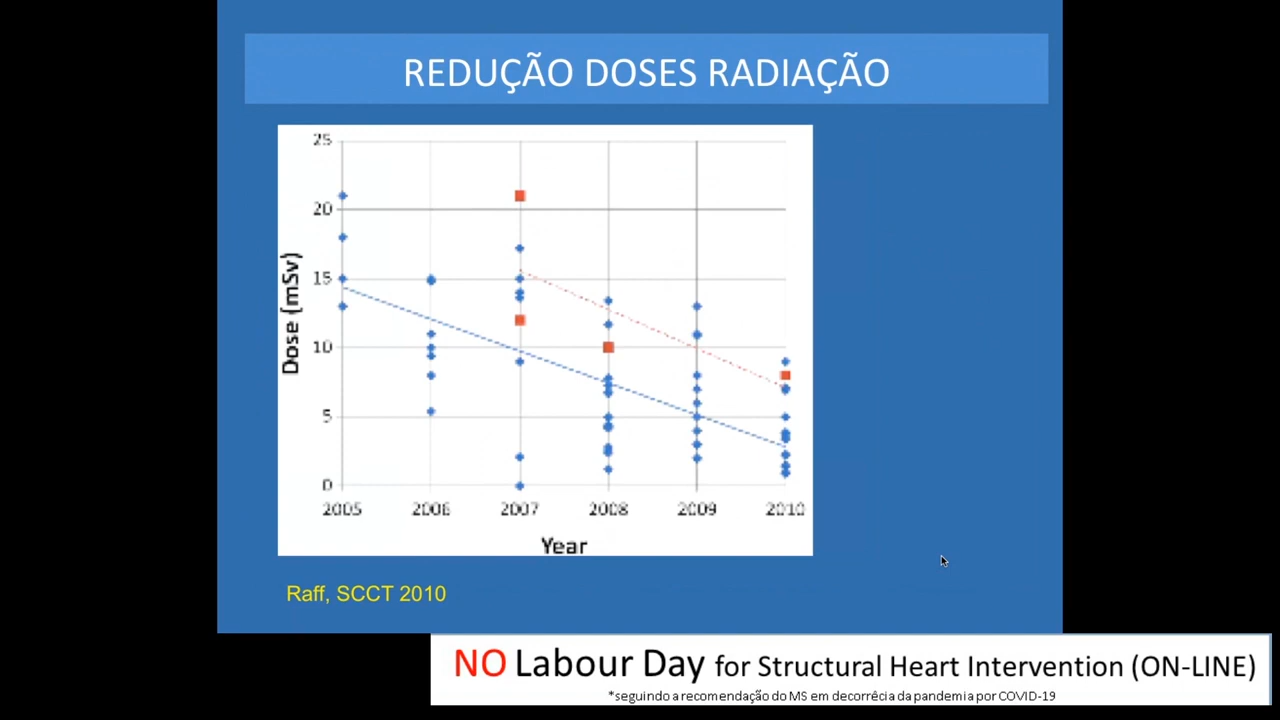 REDUÇÃO DOSES RADIAÇÃO
25
20
15
10
5
0
Dose (mSv)
2005 2006 2007 2008 2009 2010
Year
Raff, SCCT 2010
NO Labour Day for Structural Heart Intervention (ON-LINE)
*seguindo a recomendação do MS em decorrêcia da pandemia por COVID-19